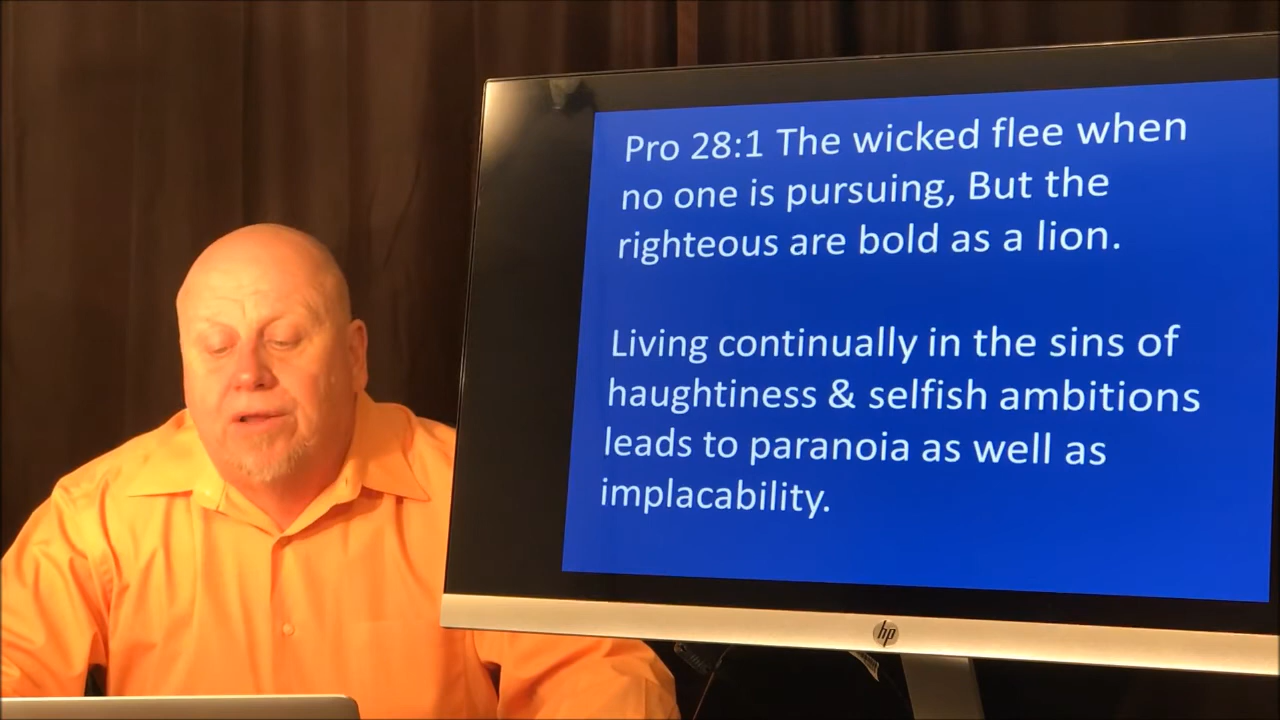 Pro 28:1 The wicked flee when
no one is pursuing, But the
righteous are bold as a lion.
Living continually in the sins of
haughtiness & selfish ambitions
leads to paranoia as well as
implacability.
hp